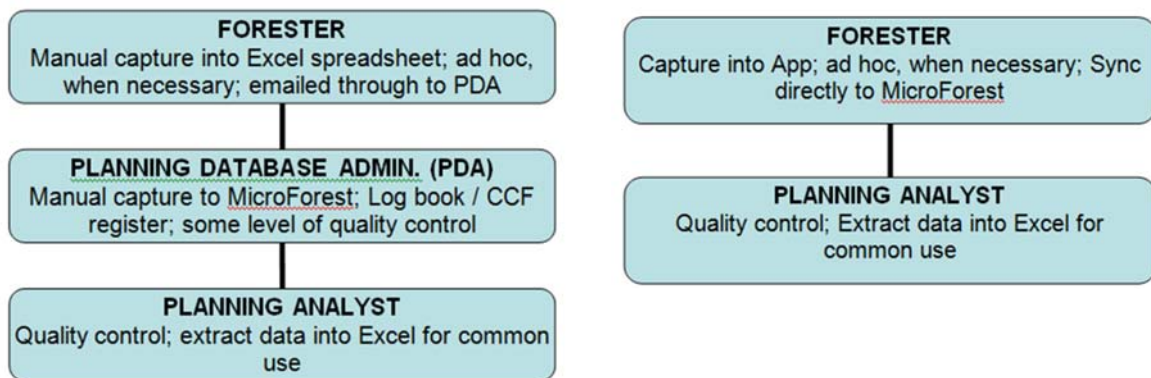 FORESTER
Manual capture into Excel spreadsheet; ad hoc,
when necessary; emailed through to PDA
PLANNING DATABASE ADMIN. (PDA)
Manual capture to MicroForest; Log book / CCF
register; some level of quality control
PLANNING ANALYST
Quality control; extract data into Excel for common
use
FORESTER
Capture into App; ad hoc, when necessary; Sync
directly to MicroForest
PLANNING ANALYST
Quality control; Extract data into Excel for
common use